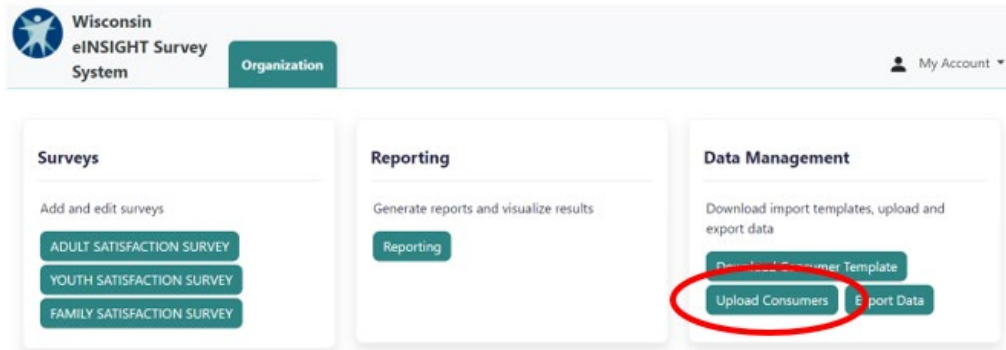 Wisconsin
eINSIGHT Survey
System
Organization
My Account
Surveys
Add and edit surveys
ADULT SATISFACTION SURVEY
YOUTH SATISFACTION SURVEY
FAMILY SATISFACTION SURVEY
Reporting
Generate reports and visualize results
Reporting
Data Management
Download import templates, upload and
export data
Download Consumer Template
Upload Consumers
Export Data